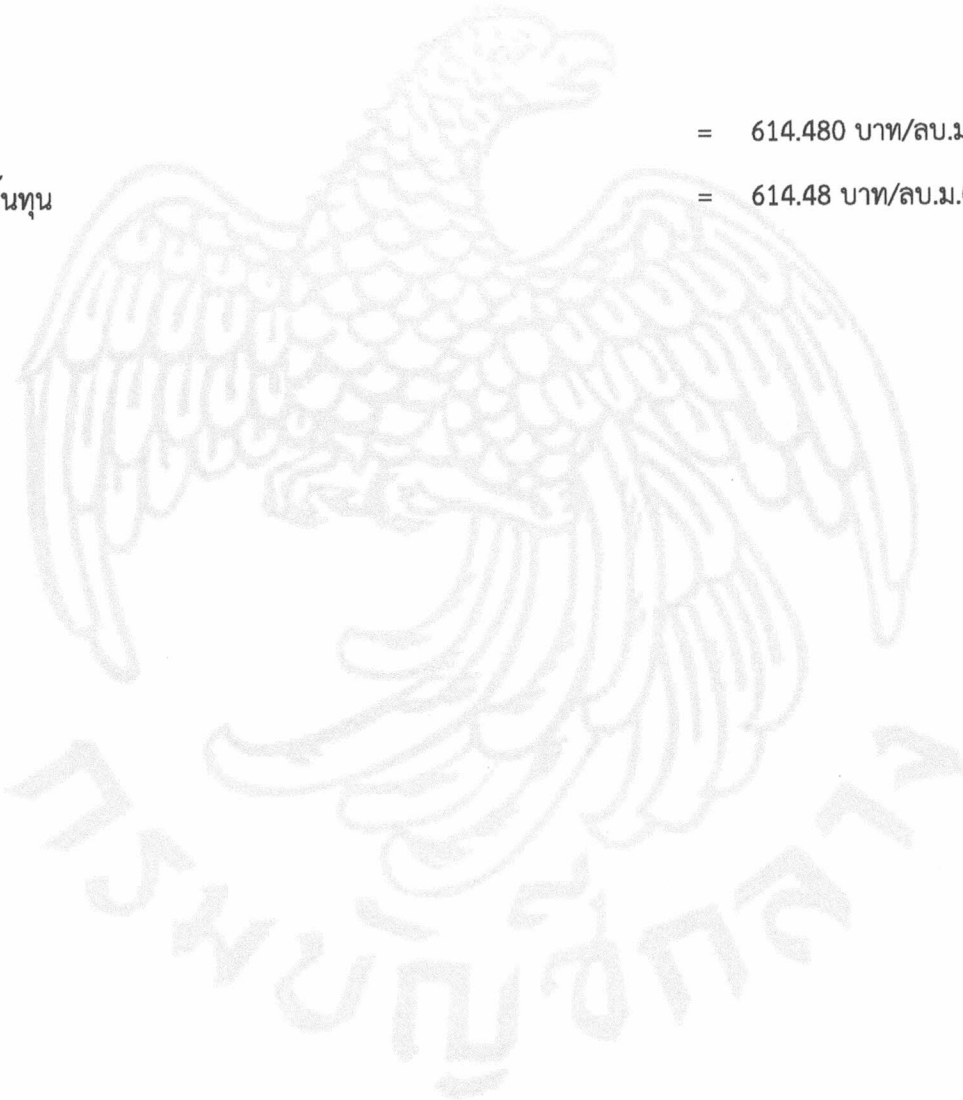 = 614.480 บาท/ลบ.ม
นทุน = 614.48 บาท/ลบ.ม.
กรมบัญชีกลาง